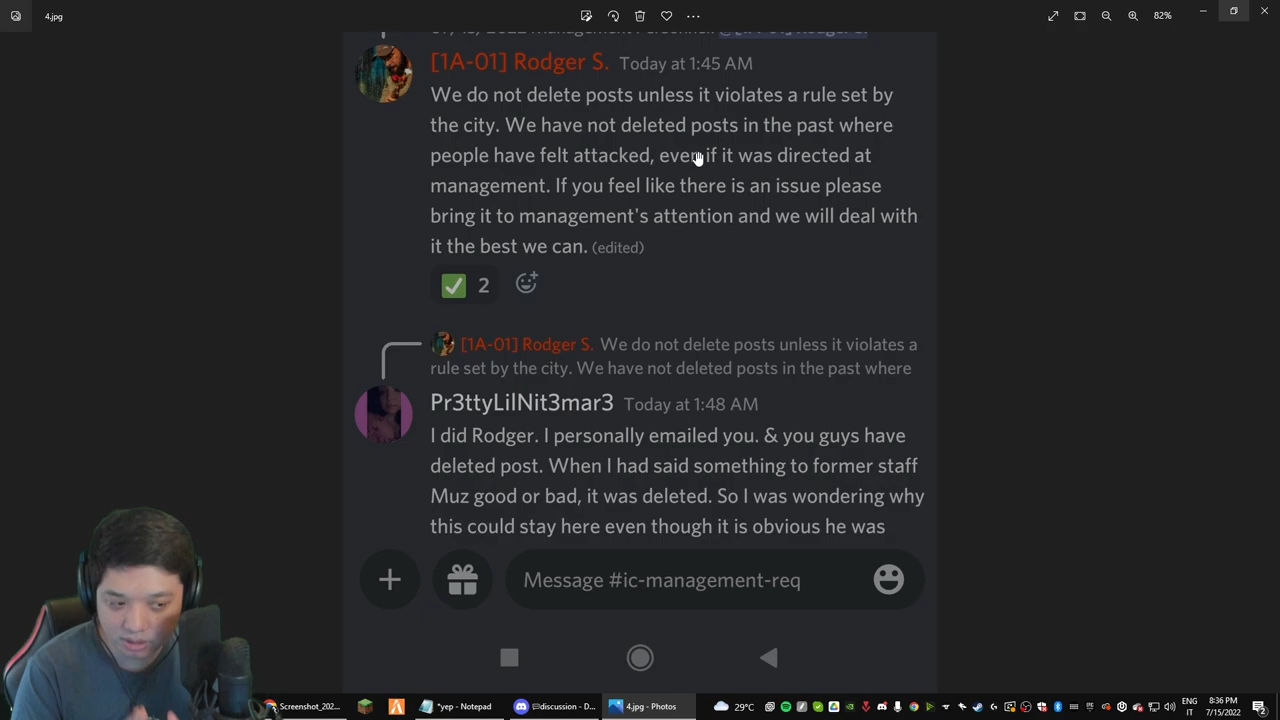 4.jpg
82%
[1A-01] Rodger S. Today at 1:45 AM
We do not delete posts unless it violates a rule set by
the city. We have not deleted posts in the past where
people have felt attacked, even if it was directed at
management. If you feel like there is an issue please
bring it to management's attention and we will deal with
it the best we can. (edited)
2
[1A-01] Rodger S. We do not delete posts unless it violates a
rule set by the city. We have not deleted posts in the past where
Pr3ttyLilNit3mar3 Today at 1:48 AM
I did Rodger. I personally emailed you. & you guys have
deleted post. When I had said something to former staff
Muz good or bad, it was deleted. So I was wondering why
this could stay here even though it is obvious he was
Message #ic-management-req
Screenshot_202...
*yep - Notepad
discussion - D...
4.jpg - Photos
29°C
ENG
IT
8:36 PM
7/15/2022